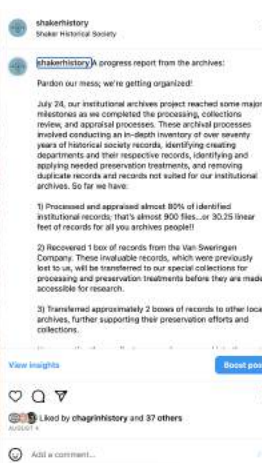 shakerhistory
Shaker Historical Society
shakerhistory A progress report from the archives:
Pardon our mess; we're getting organized!
July 24, our institutional archives project reached some major
milestones as we completed the processing, collections
review, and appraisal processes. These archival processes
involved conducting an in-depth inventory of over seventy
years of historical society records, identifying creating
departments and their respective records, identifying and
applying needed preservation treatments, and removing
duplicate records and records not suited for our institutional
archives. So far we have:
1) Processed and appraised almost 80% of identified
institutional records; that's almost 900 files...or 30.25 linear
feet of records for all you archives people!!
2) Recovered 1 box of records from the Van Sweringen
Company. These invaluable records, which were previously
lost to us, will be transferred to our special collections for
processing and preservation treatments before they are made
accessible for research.
3) Transferred approximately 2 boxes of records to other local
archives, further supporting their preservation efforts and
collections.
View insights
Boost pos
Liked by chagrinhistory and 37 others
AUGUST 4
Add a comment...